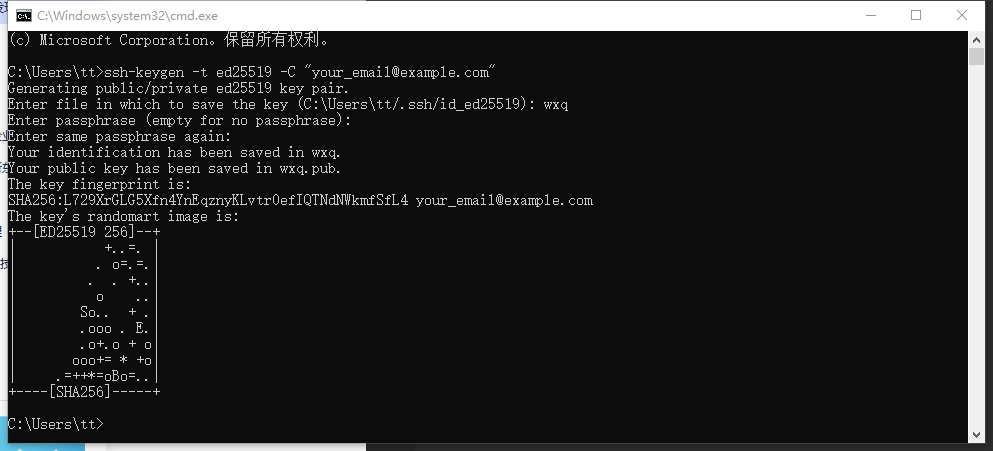 C:\Windows\system32\cmd.exe
(c) Microsoft Corporation。保留所有权利。
C:\Users\tt>ssh-keygen -t ed25519 -C "your_email@example.com"
Generating public/private ed25519 key pair.
Enter file in which to save the key (C:\Users\tt/.ssh/id_ed25519): wxq
Enter passphrase (empty for no passphrase):
Enter same passphrase again:
Your identification has been saved in wxq.
Your public key has been saved in wxq.pub.
The key fingerprint is:
SHA256:L729XrGLG5Xfn4YnEqznyKLvtr0efIQTNdNWkmfSfL4 your_email@example.com
The key's randomart image is:
+--[ED25519 256]--+
|           +..=. |
|          . o=.=.|
|         .  . +..|
|          o    ..|
|        So..  + .|
|        .ooo . E.|
|        .o+.o + o|
|       ooo+= * +o|
|     .=++*=oBo=..|
+----[SHA256]-----+
C:\Users\tt>